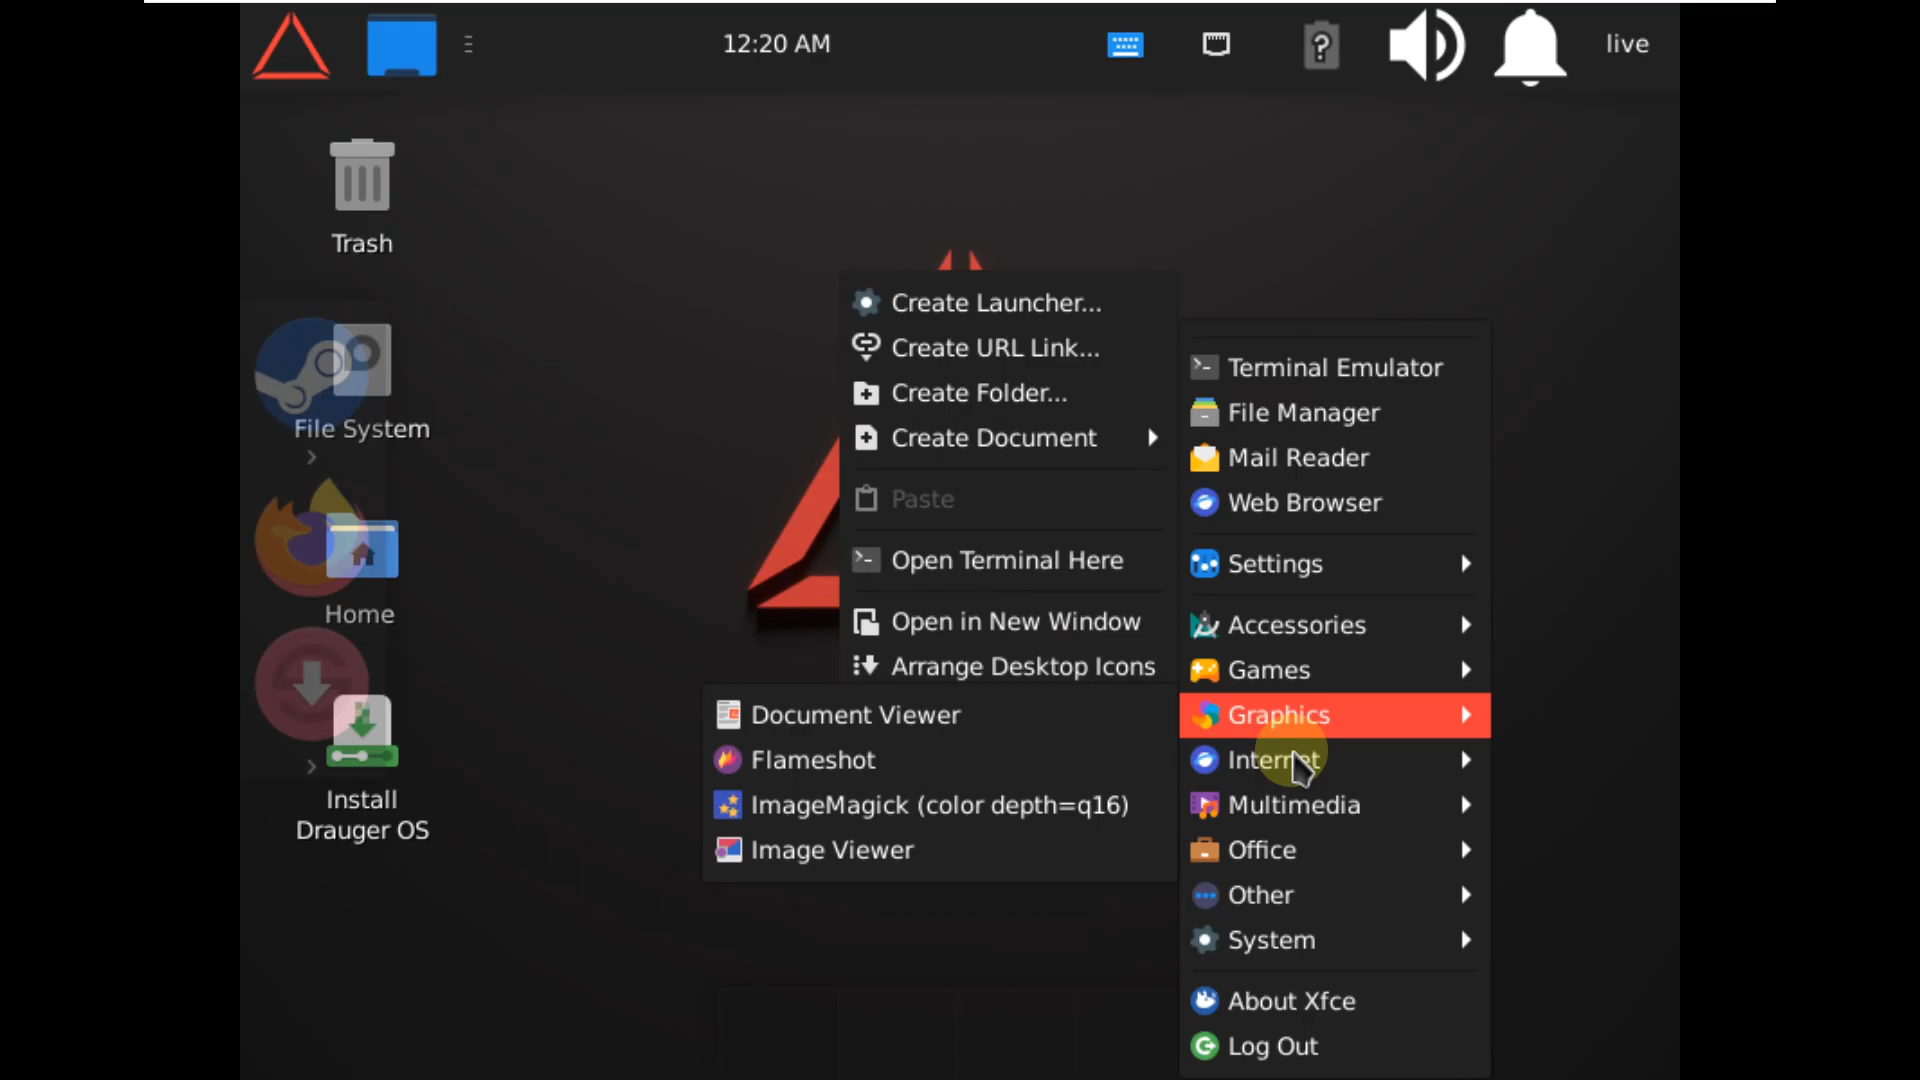 12:20 AM
live
Trash
File System
Home
Install
Drauger OS
Create Launcher...
Create URL Link...
Create Folder...
Create Document
Paste
Open Terminal Here
Open in New Window
Arrange Desktop Icons
Document Viewer
Flameshot
ImageMagick (color depth=q16)
Image Viewer
Terminal Emulator
File Manager
Mail Reader
Web Browser
Settings
Accessories
Games
Graphics
Internet
Multimedia
Office
Other
System
About Xfce
Log Out